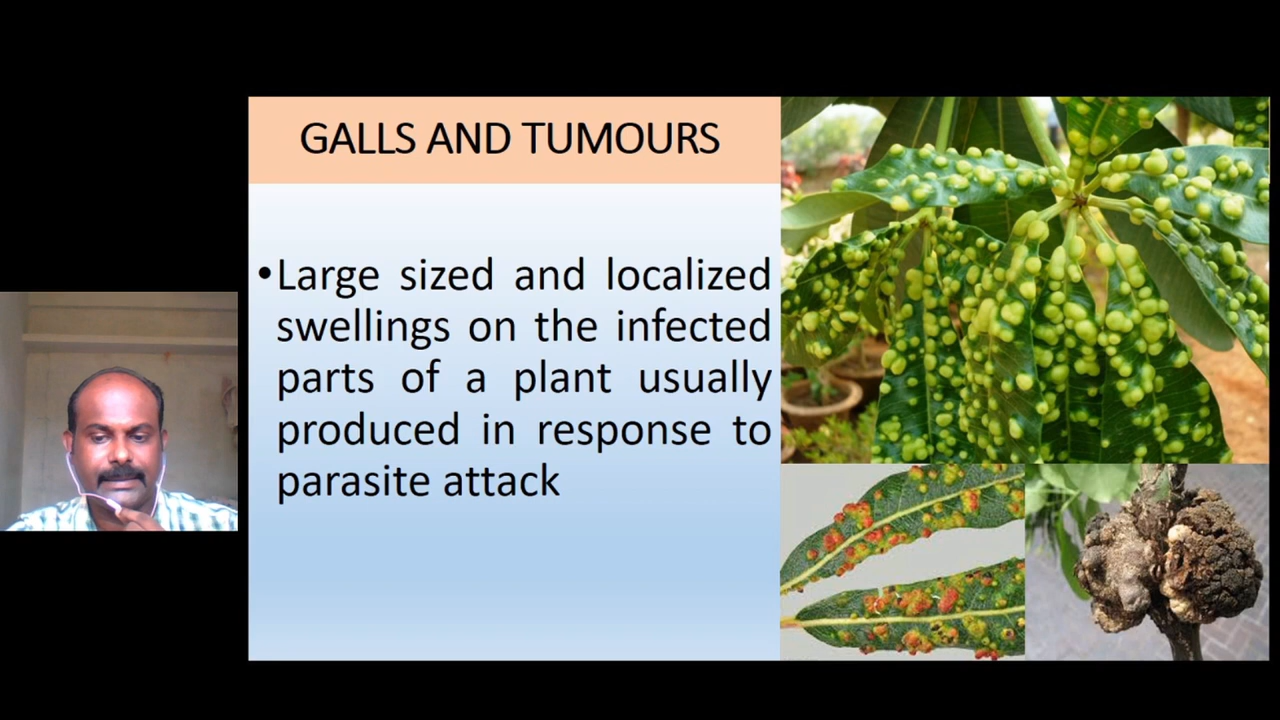 GALLS AND TUMOURS
•Large sized and localized
swellings on the infected
parts of a plant usually
produced in response to
parasite attack